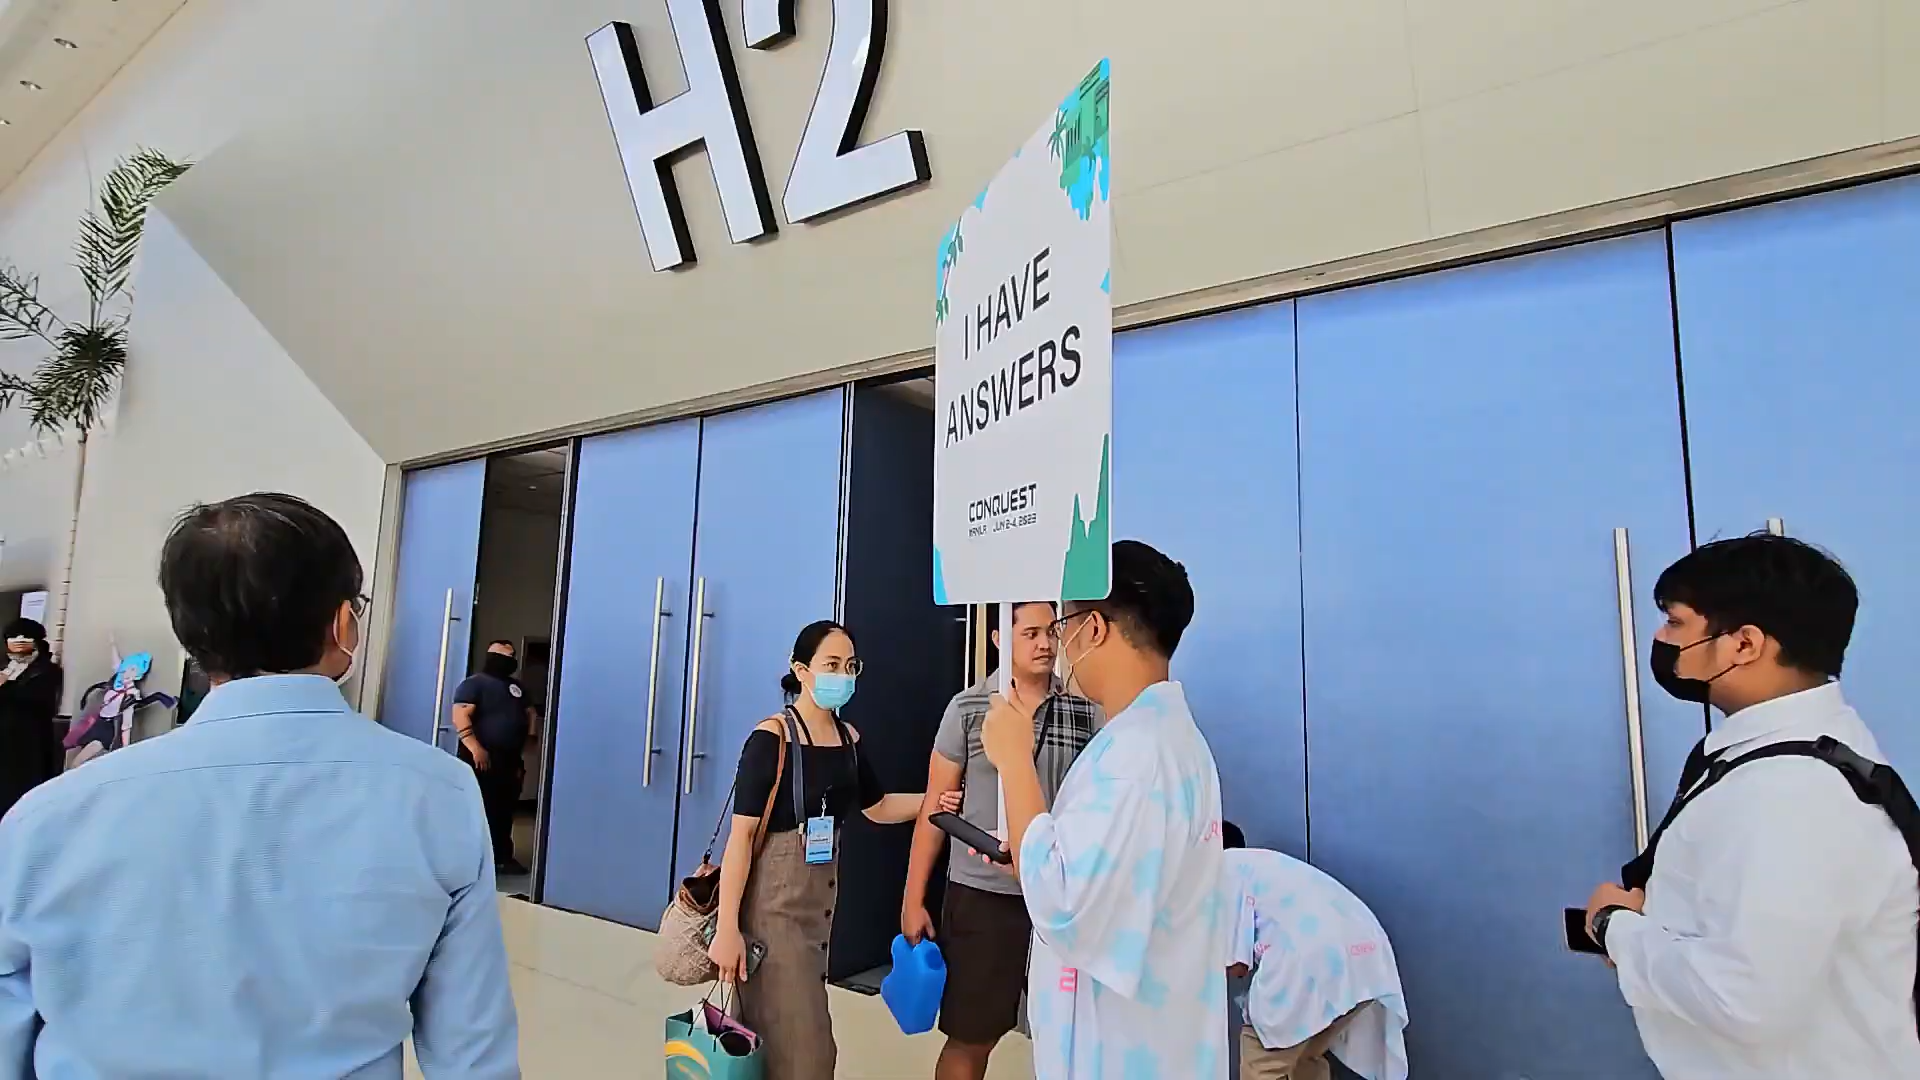 H2
I HAVE
ANSWERS
CONQUEST
MANILA JUN 2-4, 2023